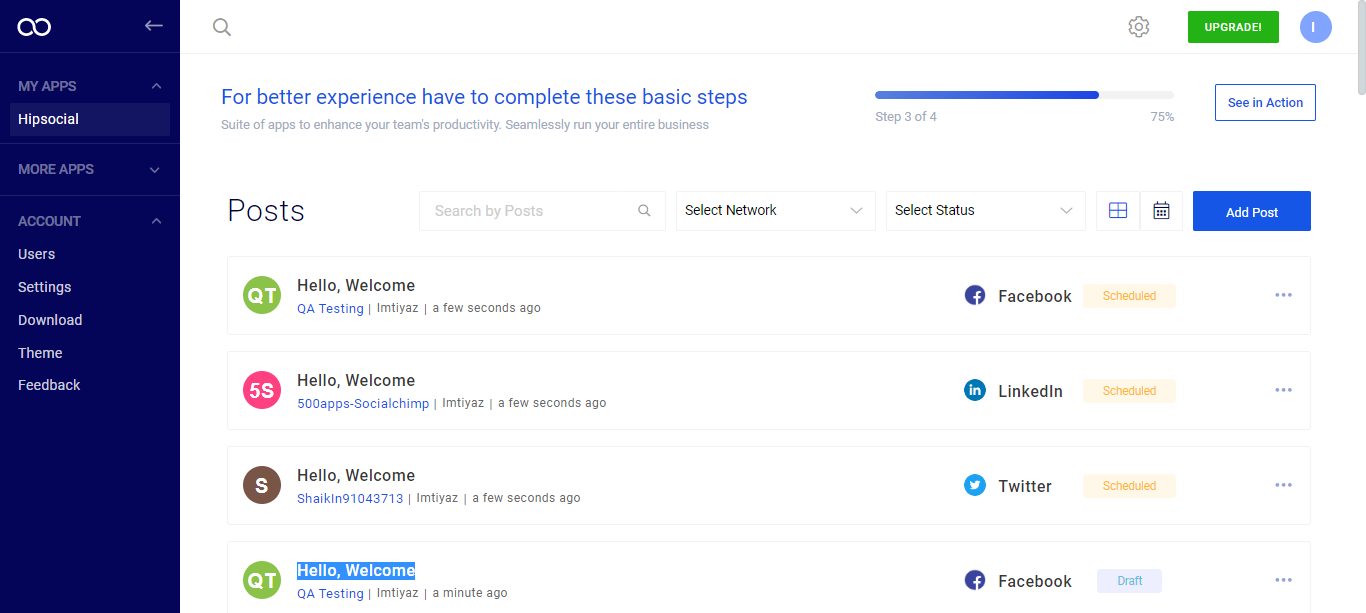 UPGRADE!
I
MY APPS
Hipsocial
MORE APPS
ACCOUNT
Users
Settings
Download
Theme
Feedback
For better experience have to complete these basic steps
Suite of apps to enhance your team's productivity. Seamlessly run your entire business
Step 3 of 4
75%
See in Action
Posts
Search by Posts
Select Network
Select Status
Add Post
QT
Hello, Welcome
QA Testing | Imtiyaz | a few seconds ago
Facebook
Scheduled
5S
Hello, Welcome
500apps-Socialchimp | Imtiyaz | a few seconds ago
LinkedIn
Scheduled
S
Hello, Welcome
ShaikIn91043713 | Imtiyaz | a few seconds ago
Twitter
Scheduled
QT
Hello, Welcome
QA Testing | Imtiyaz | a minute ago
Facebook
Draft